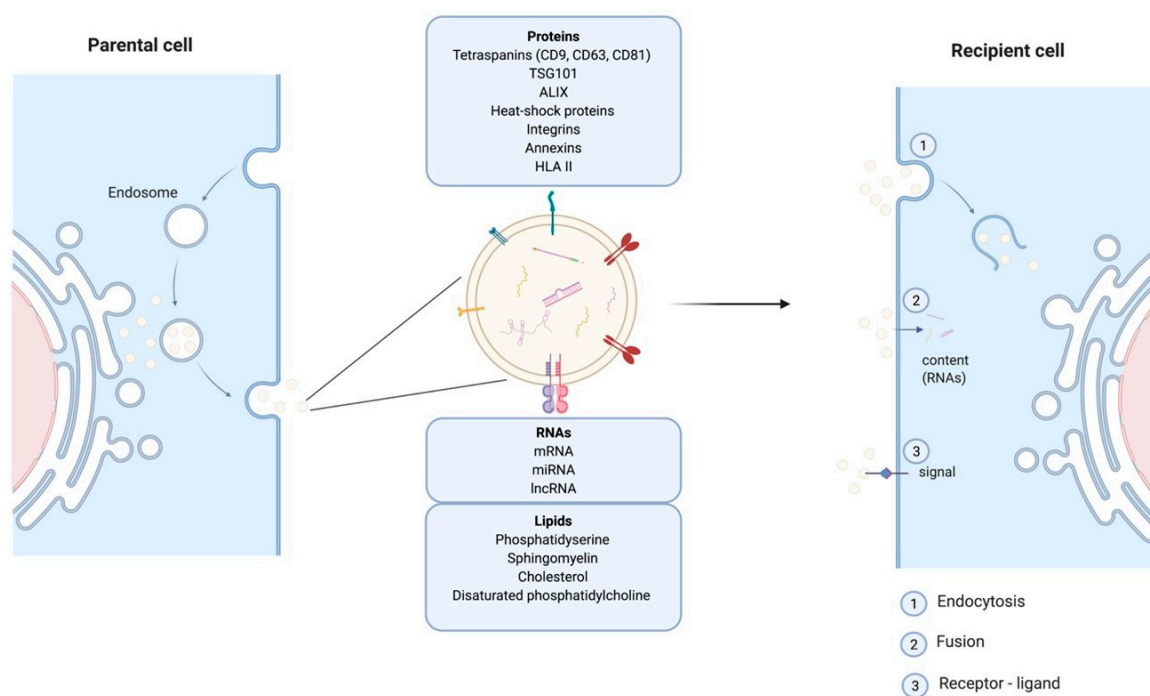 Parental cell
Endosome
Proteins
Tetraspanins (CD9, CD63, CD81)
TSG101
ALIX
Heat-shock proteins
Integrins
Annexins
HLA II
RNAs
mRNA
miRNA
lncRNA
Lipids
Phosphatidyserine
Sphingomyelin
Cholesterol
Disaturated phosphatidylcholine
Recipient cell
1
2
content
(RNAs)
3
signal
1 Endocytosis
2 Fusion
3 Receptor - ligand